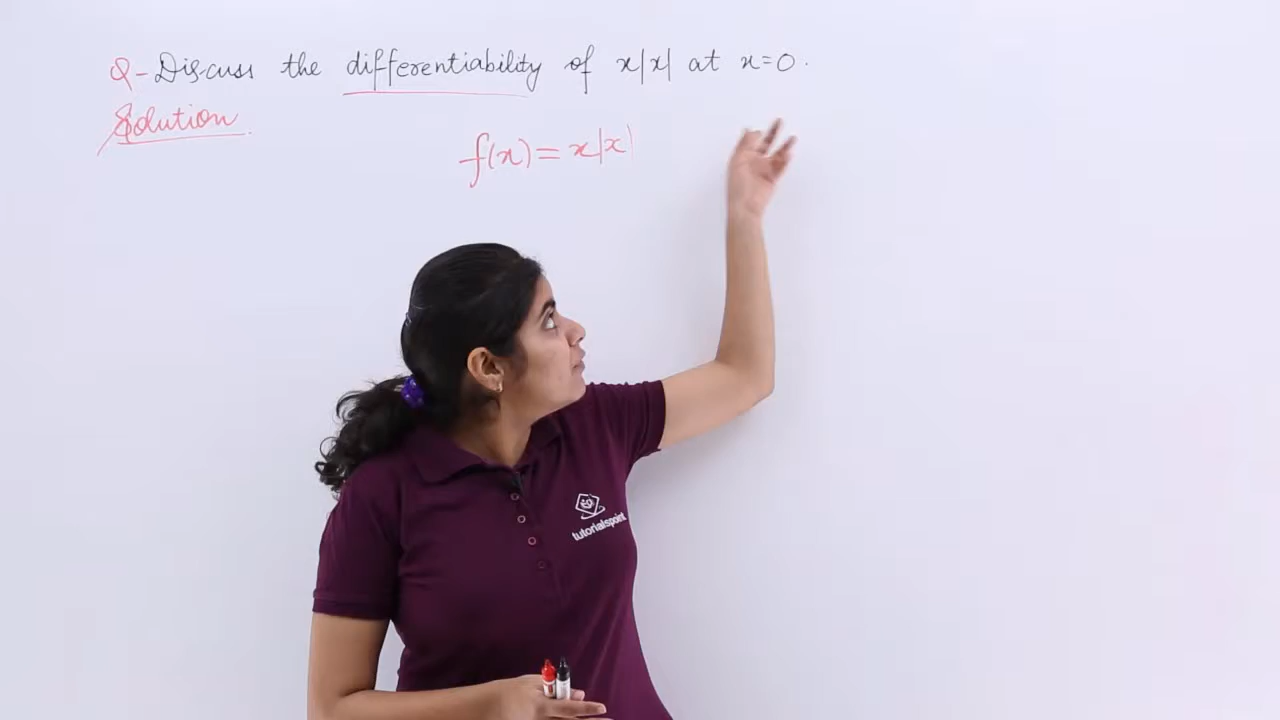 Q- Discuss the differentiability of x|x| at x=0.
Solution
f(x) = x|x|
tutorialspoint